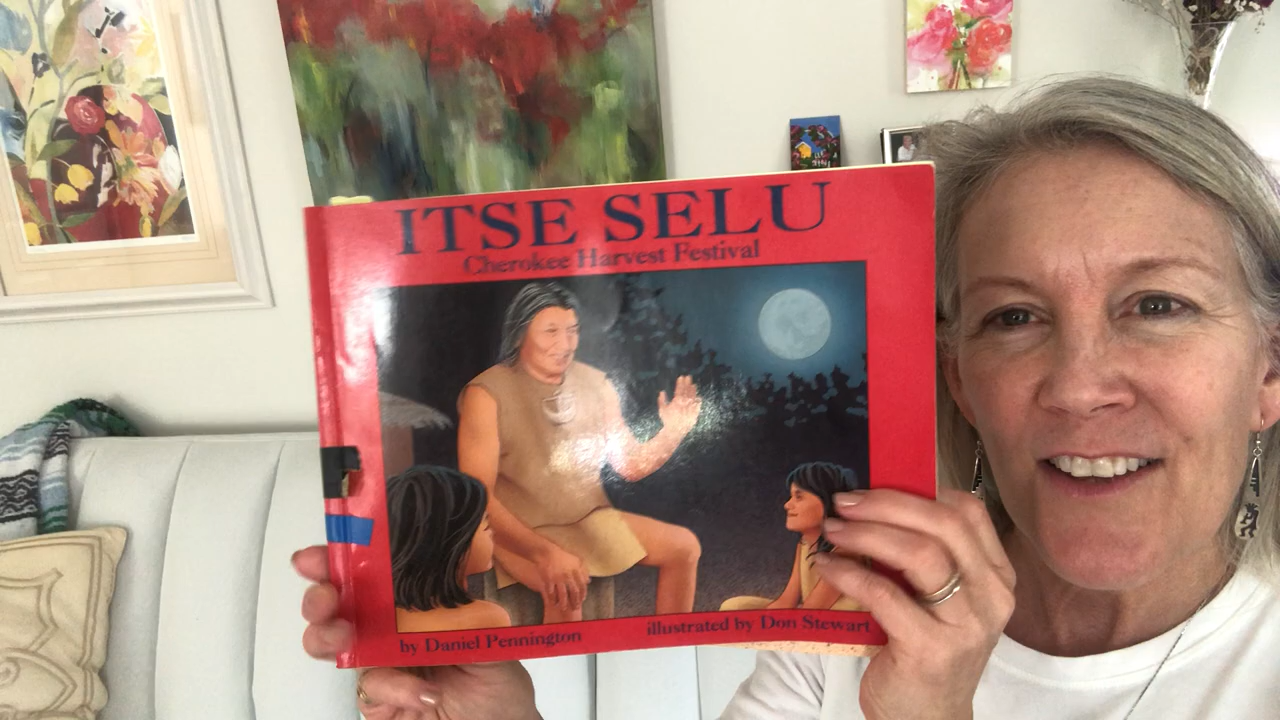 ITSE SELU
Cherokee Harvest Festival
by Daniel Pennington
illustrated by Don Stewart